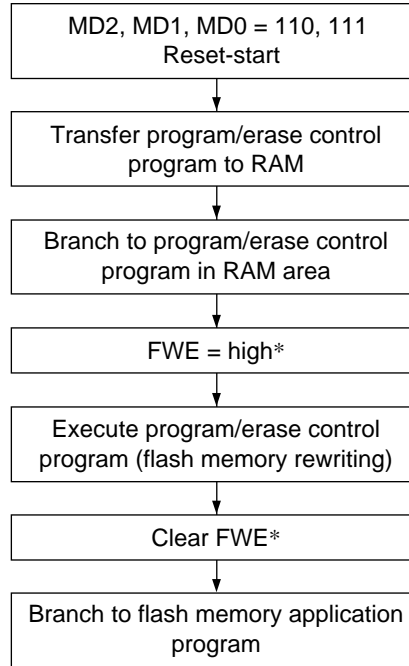 MD2, MD1, MD0 = 110, 111
Reset-start
Transfer program/erase control
program to RAM
Branch to program/erase control
program in RAM area
FWE = high*
Execute program/erase control
program (flash memory rewriting)
Clear FWE*
Branch to flash memory application
program